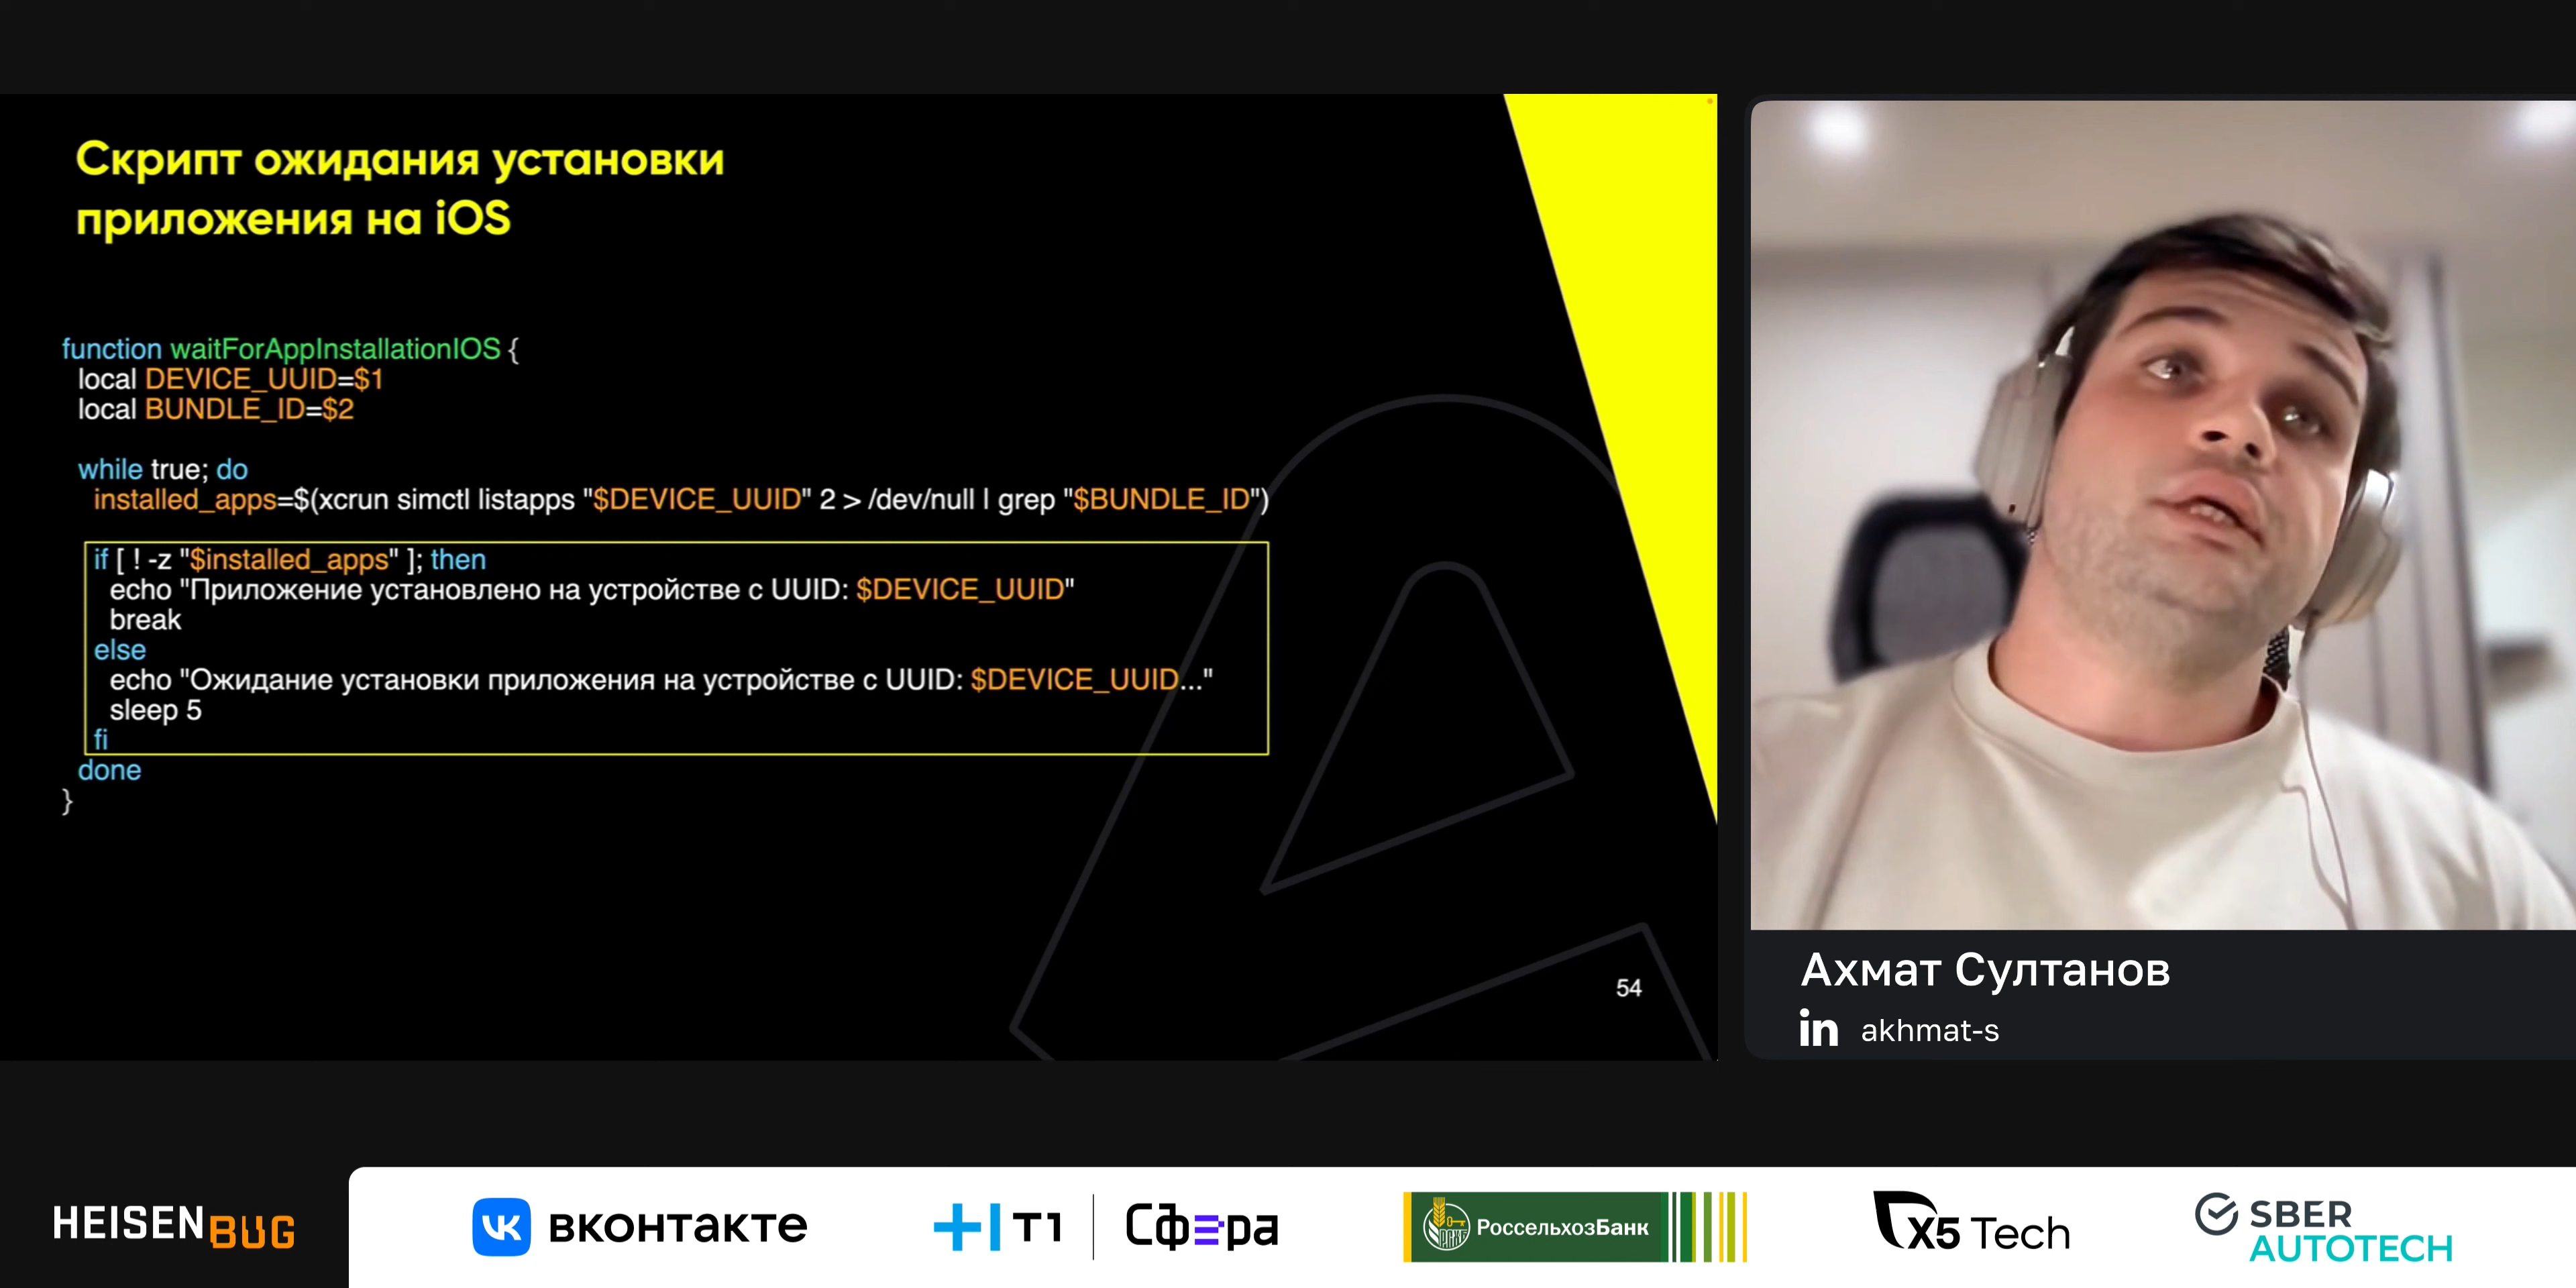 Скрипт ожидания установки
приложения на iOS
function waitForAppInstallationIOS {
local DEVICE_UUID=$1
local BUNDLE_ID=$2
while true; do
installed_apps=$(xcrun simctl listapps "$DEVICE_UUID" 2 > /dev/null | grep "$BUNDLE_ID")
if [ ! -z "$installed_apps" ]; then
echo "Приложение установлено на устройстве с UUID: $DEVICE_UUID"
break
else
echo "Ожидание установки приложения на устройстве с UUID: $DEVICE_UUID..."
sleep 5
fi
done
}
54
Ахмат Султанов
in akhmat-s
HEISENBUG
VK ВКОНТАКТЕ
Т1
Сфера
РоссельхозБанк
X5 Tech
SBER
AUTOTECH